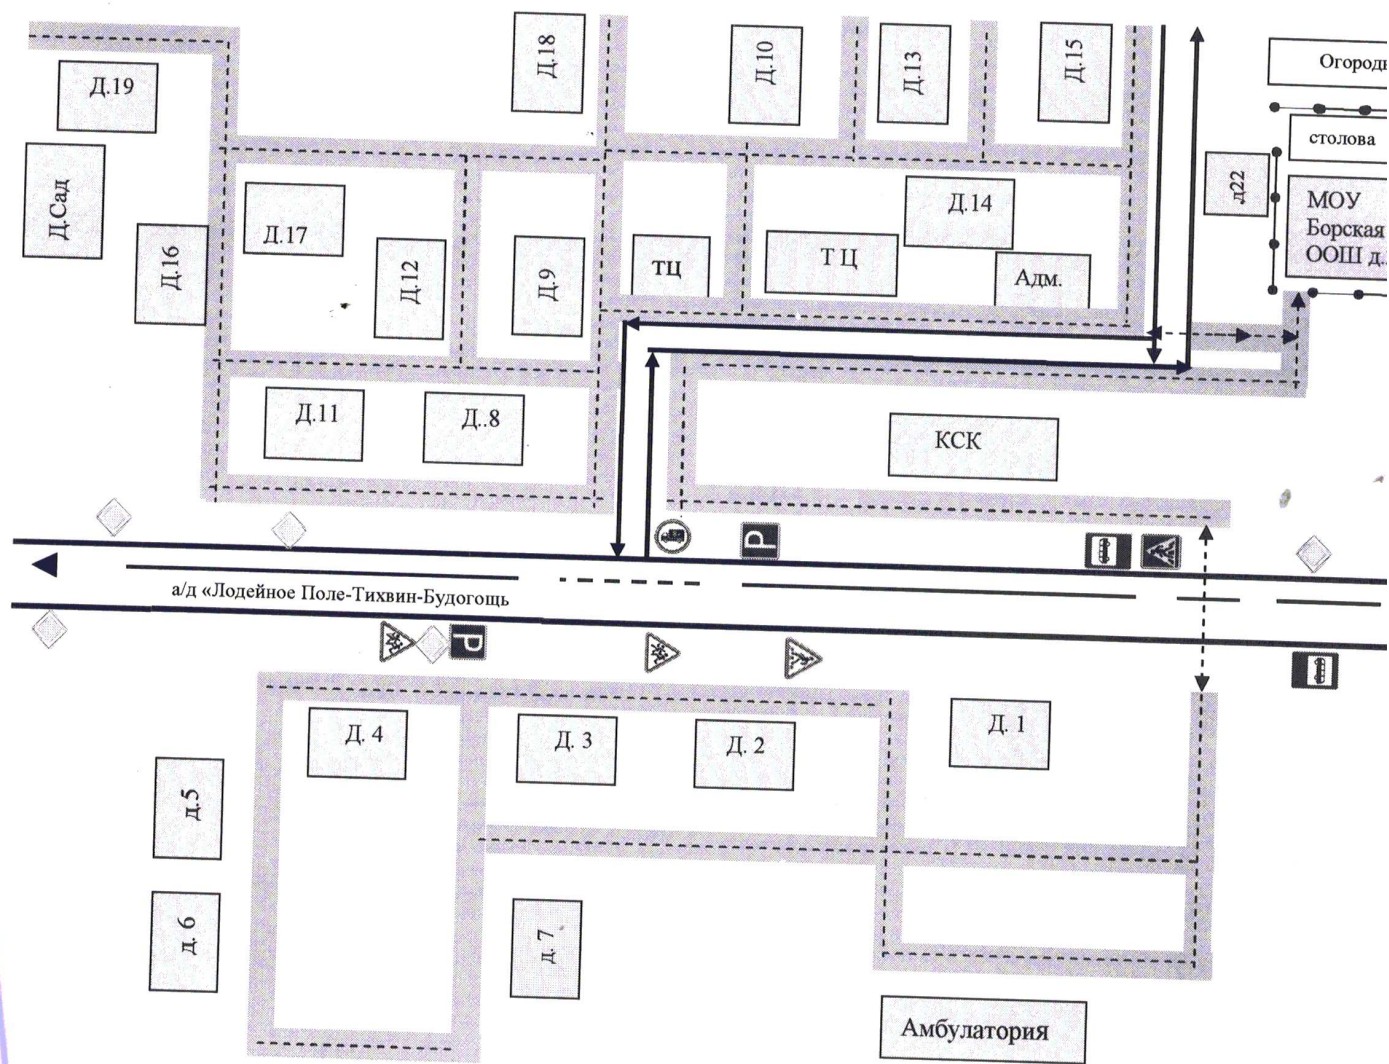 Д.18
Д.10
Д.13
Д.15
Огородн
Д.19
столова
д22
Д.Сад
МОУ
Борская
ООШ д.
Д.17
Д.14
Д.16
Д.12
Д.9
ТЦ
Т Ц
Адм.
Д.11
Д..8
КСК
P
а/д «Лодейное Поле-Тихвин-Будогощь
P
Д. 4
Д. 3
Д. 2
Д. 1
д.5
д. 6
д. 7
Амбулатория